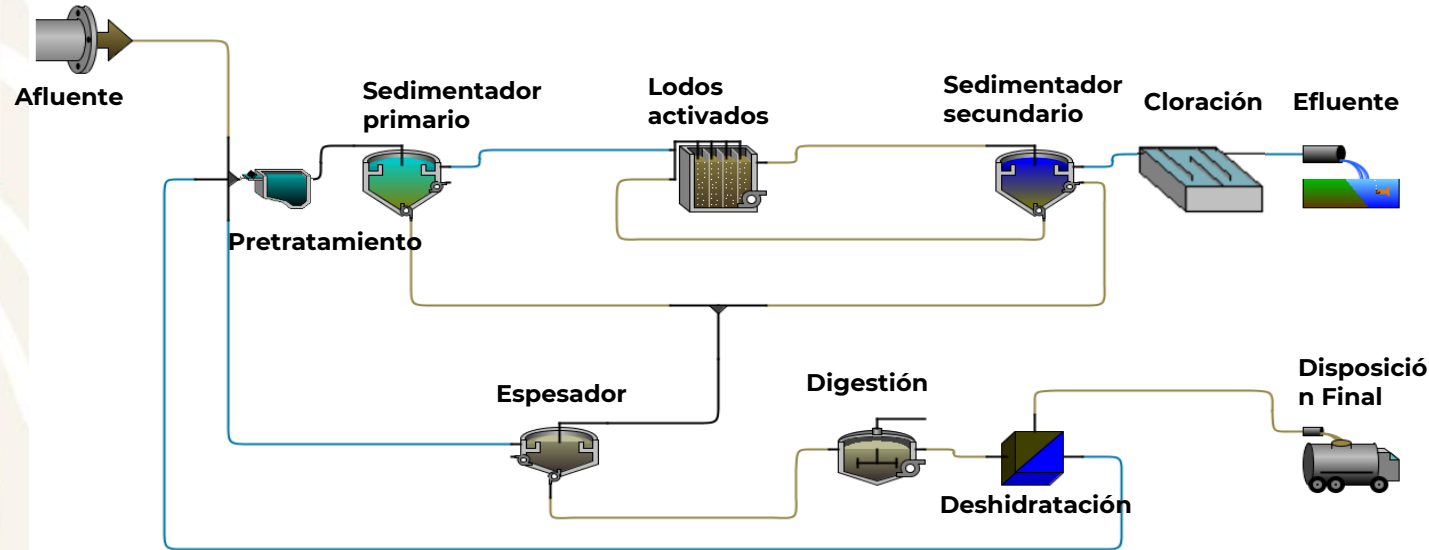 Afluente
Sedimentador
primario
Lodos
activados
Sedimentador
secundario
Cloración
Efluente
Pretratamiento
Espesador
Digestión
Disposició
n Final
Deshidratación